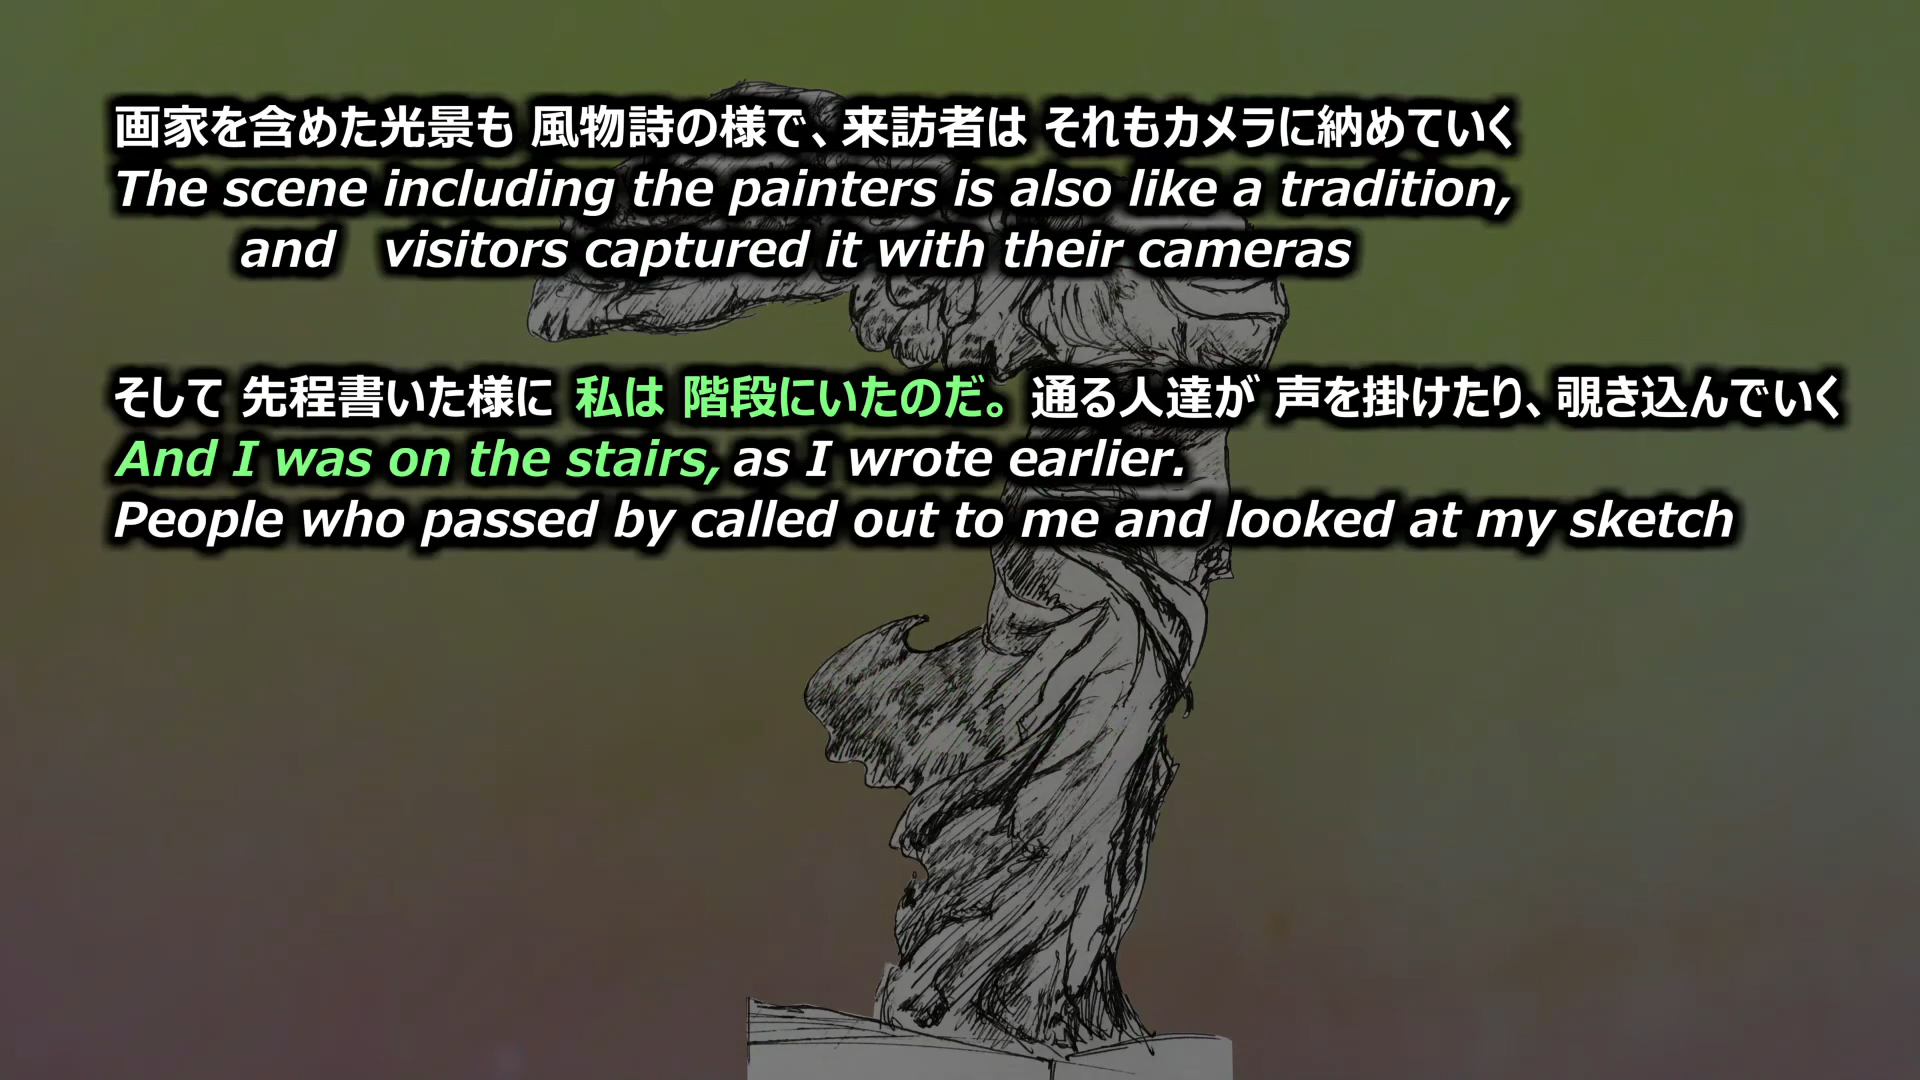 画家を含めた光景も 風物詩の様で、来訪者は それもカメラに納めていく
The scene including the painters is also like a tradition,
and visitors captured it with their cameras
そして 先程書いた様に 私は 階段にいたのだ。通る人達が 声を掛けたり、覗き込んでいく
And I was on the stairs, as I wrote earlier.
People who passed by called out to me and looked at my sketch